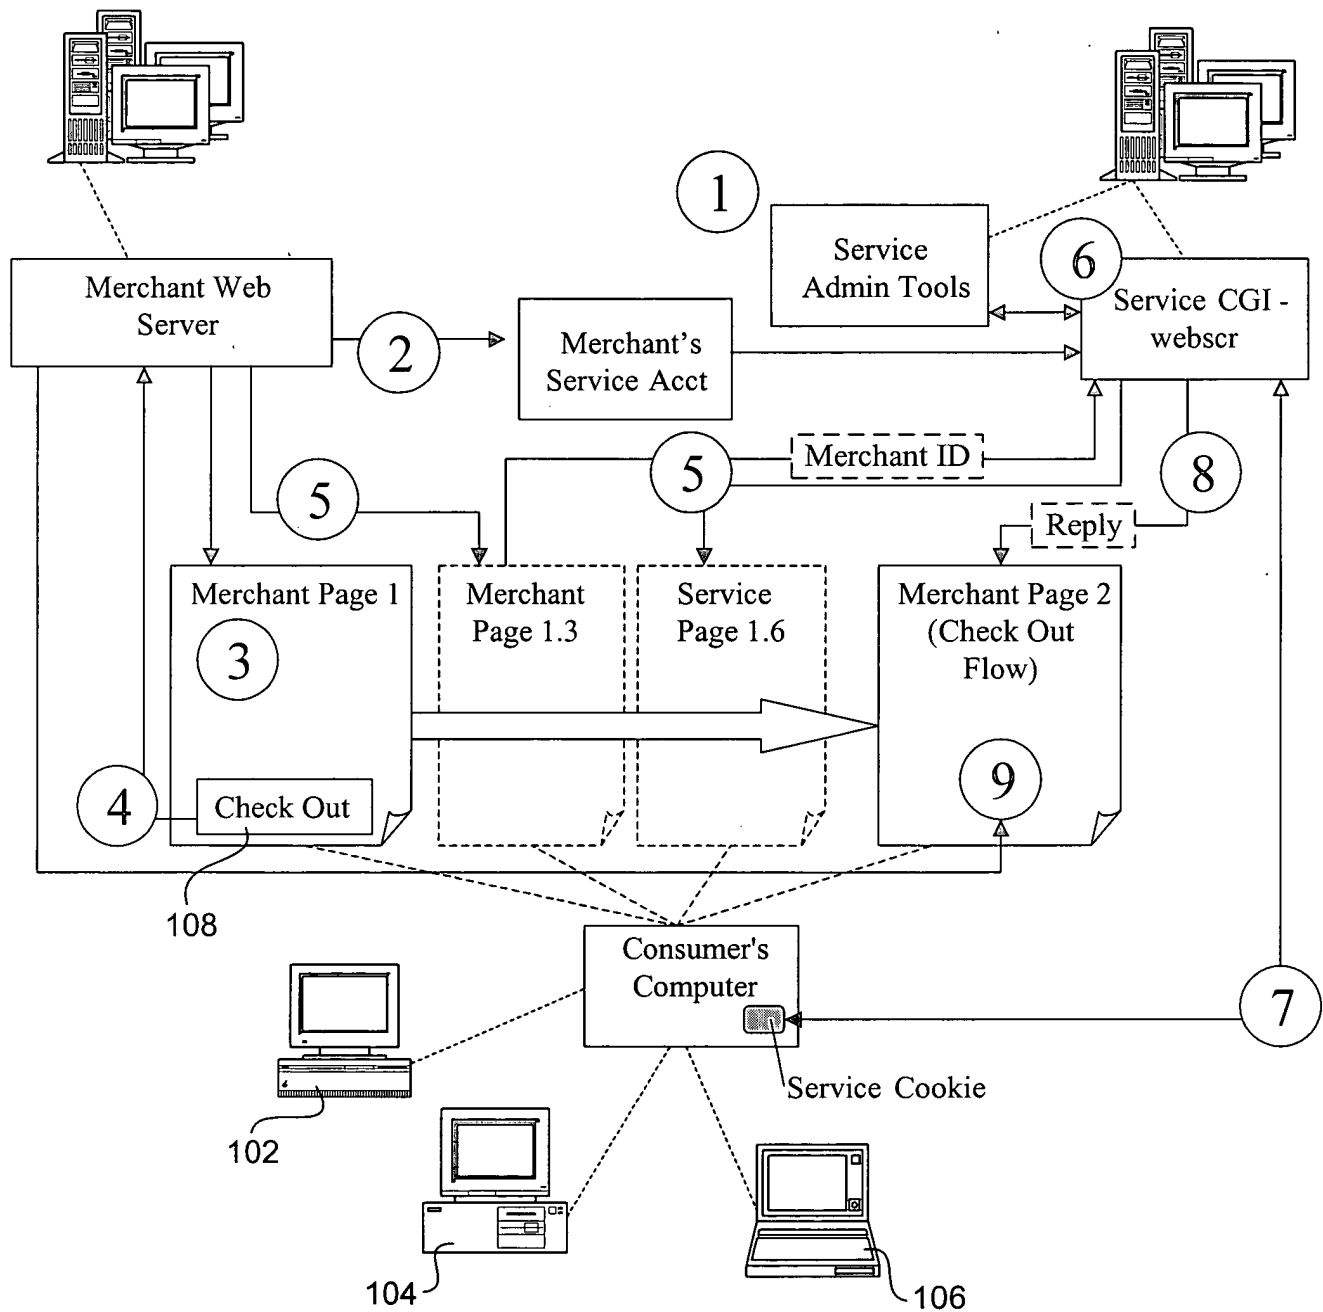 1
Service
Admin Tools
6
Merchant Web
Server
Service CGI -
webscr
2
Merchant's
Service Acct
5
5
Merchant ID
8
Reply
Merchant Page 1
3
Merchant
Page 1.3
Service
Page 1.6
Merchant Page 2
(Check Out
Flow)
9
4
Check Out
108
Consumer's
Computer
7
Service Cookie
102
104
106